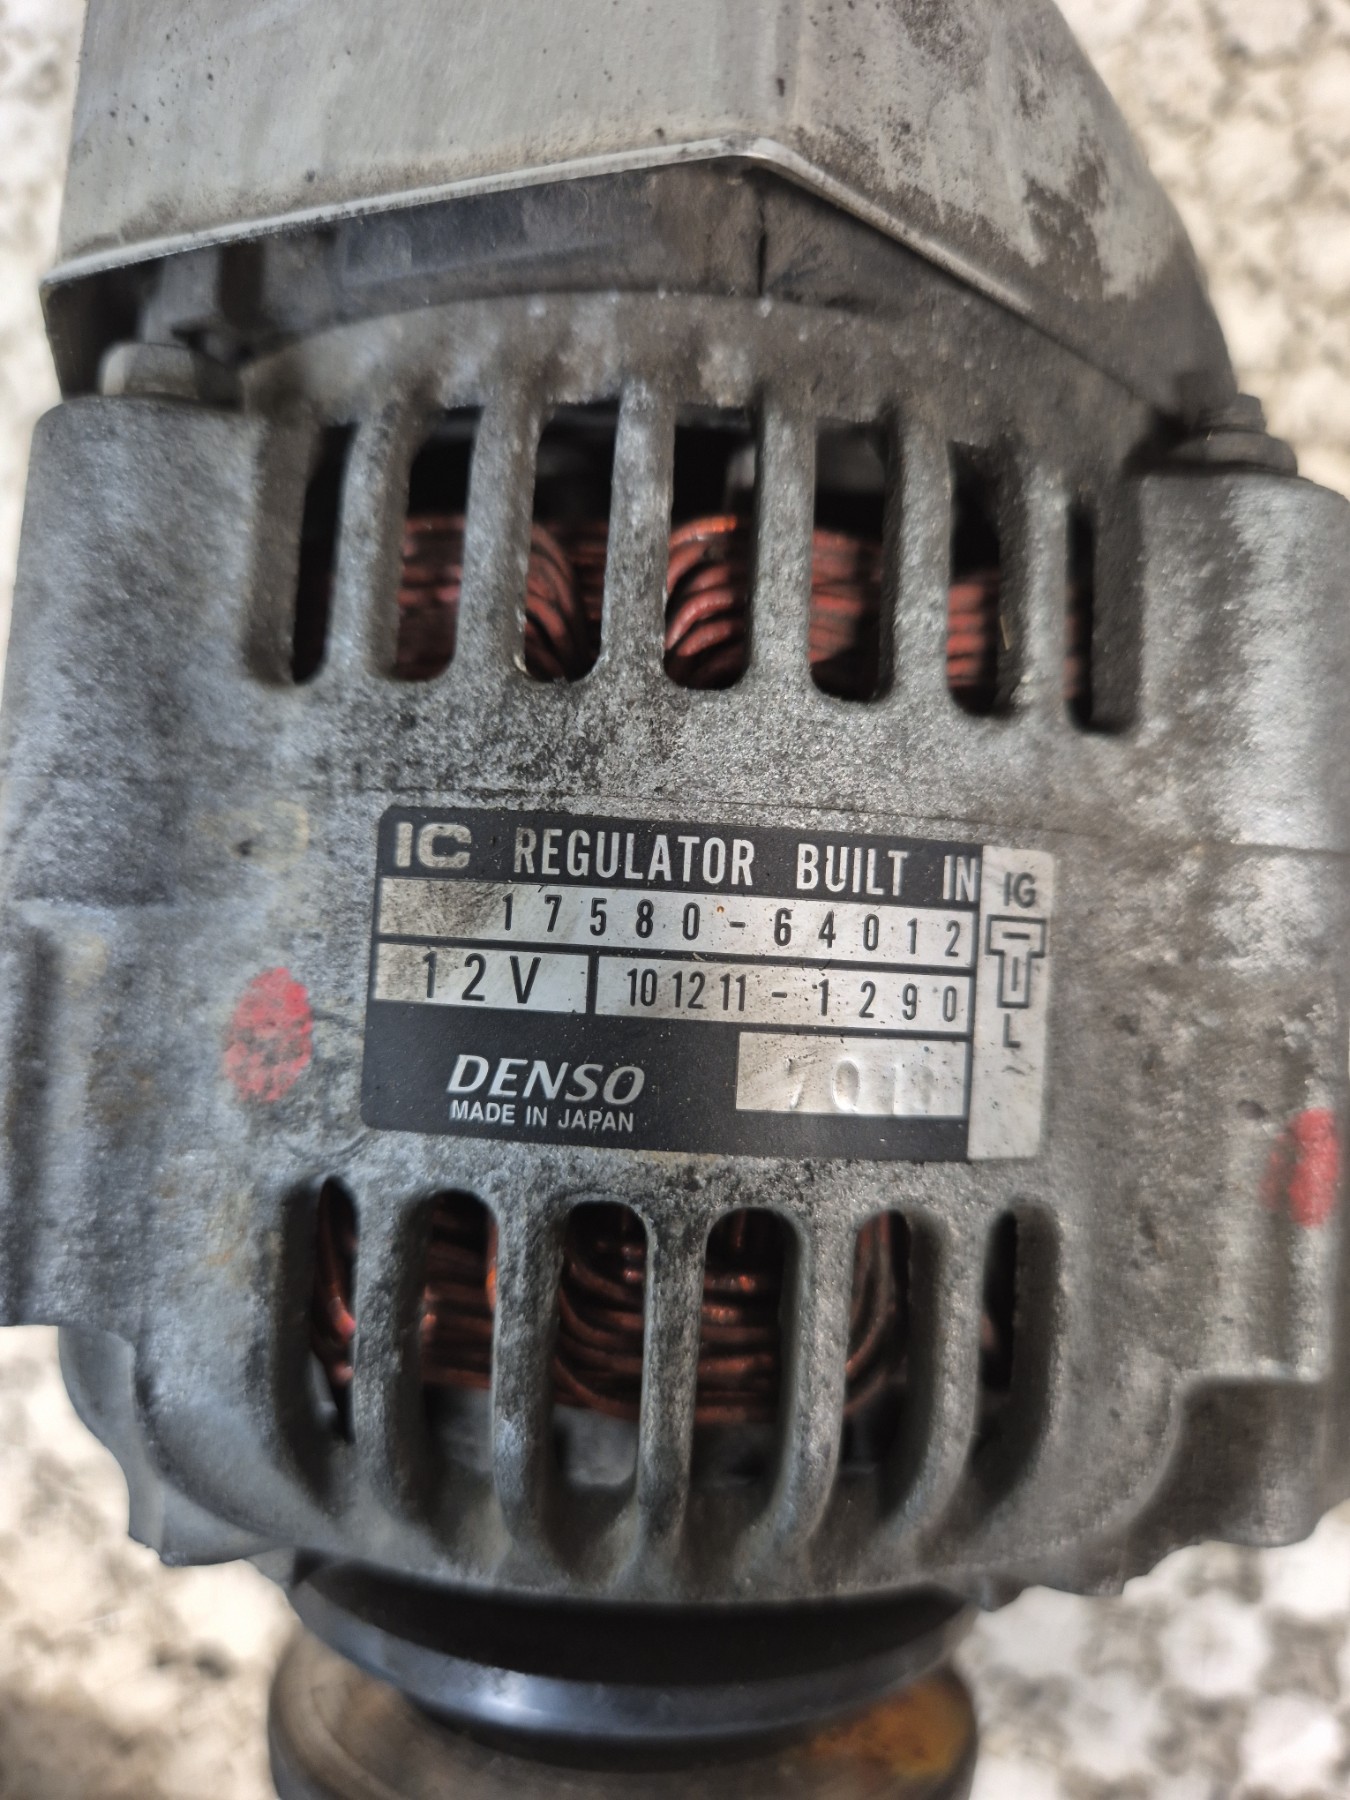 IC REGULATOR BUILT IN
IG
17580-64012
12V
101211-1290
L
DENSO
MADE IN JAPAN